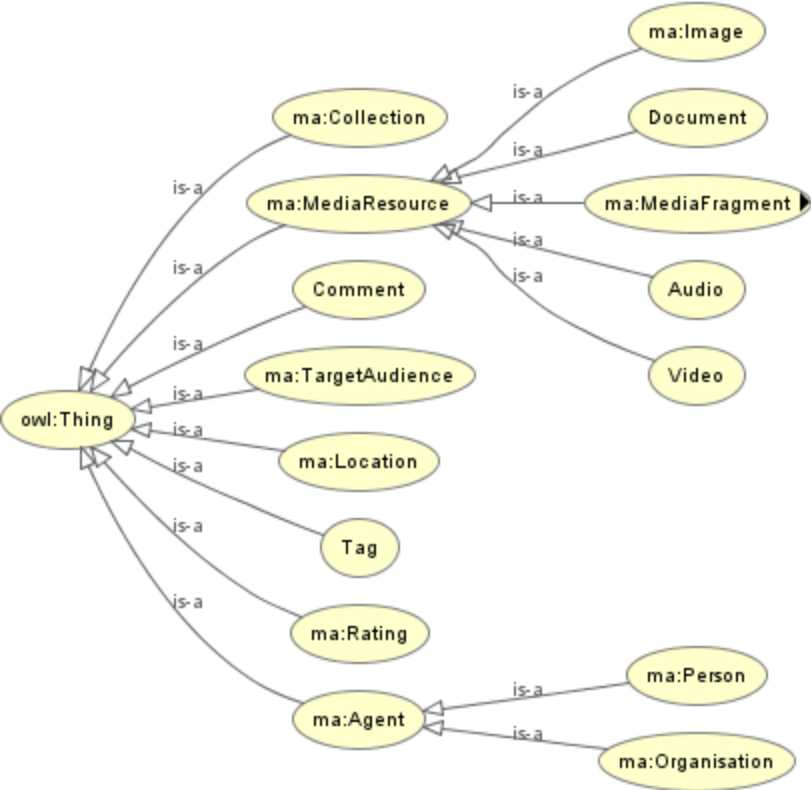 ma:Image
is-a
ma:Collection
Document
is-a
is-a
ma:MediaResource
is-a
ma:MediaFragment
is-a
is-a
is-a
Comment
Audio
is-a
ma:TargetAudience
Video
is-a
owl:Thing
is-a
ma:Location
is-a
is-a
Tag
is-a
ma:Rating
ma:Person
is-a
ma:Agent
is-a
ma:Organisation